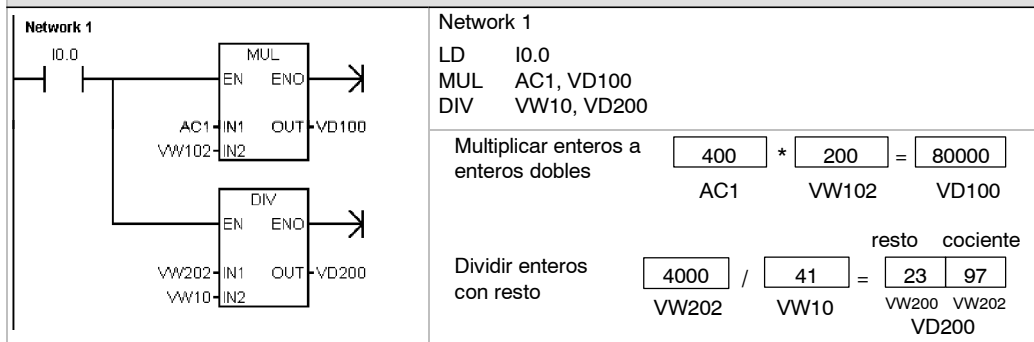 Network 1
I0.0
MUL
EN ENO
AC1 IN1 OUT VD100
VW102 IN2
DIV
EN ENO
VW202 IN1 OUT VD200
VW10 IN2
Network 1
LD I0.0
MUL AC1, VD100
DIV VW10, VD200
Multiplicar enteros a
enteros dobles
400 * 200 = 80000
AC1 VW102 VD100
Dividir enteros
con resto
resto cociente
4000 / 41 = 23 97
VW202 VW10 VW200 VW202
VD200